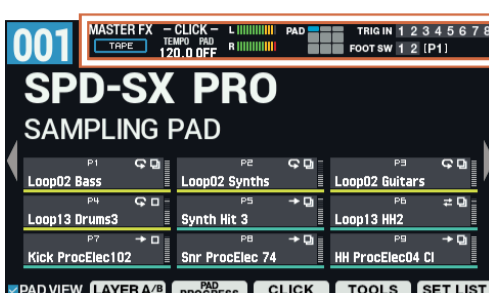 001 MASTER FX – CLICK – L PAD TRIG IN 1 2 3 4 5 6 7 8
TAPE TEMPO PAD R FOOT SW 1 2 [P1]
120.0 OFF
SPD-SX PRO
SAMPLING PAD
P1 P2 P3
Loop02 Bass Loop02 Synths Loop02 Guitars
P4 P5 P6
Loop13 Drums3 Synth Hit 3 Loop13 HH2
P7 P8 P9
Kick ProcElec102 Snr ProcElec 74 HH ProcElec04 Cl
PAD VIEW LAYER A/B PAD PROGRESS CLICK TOOLS SET LIST